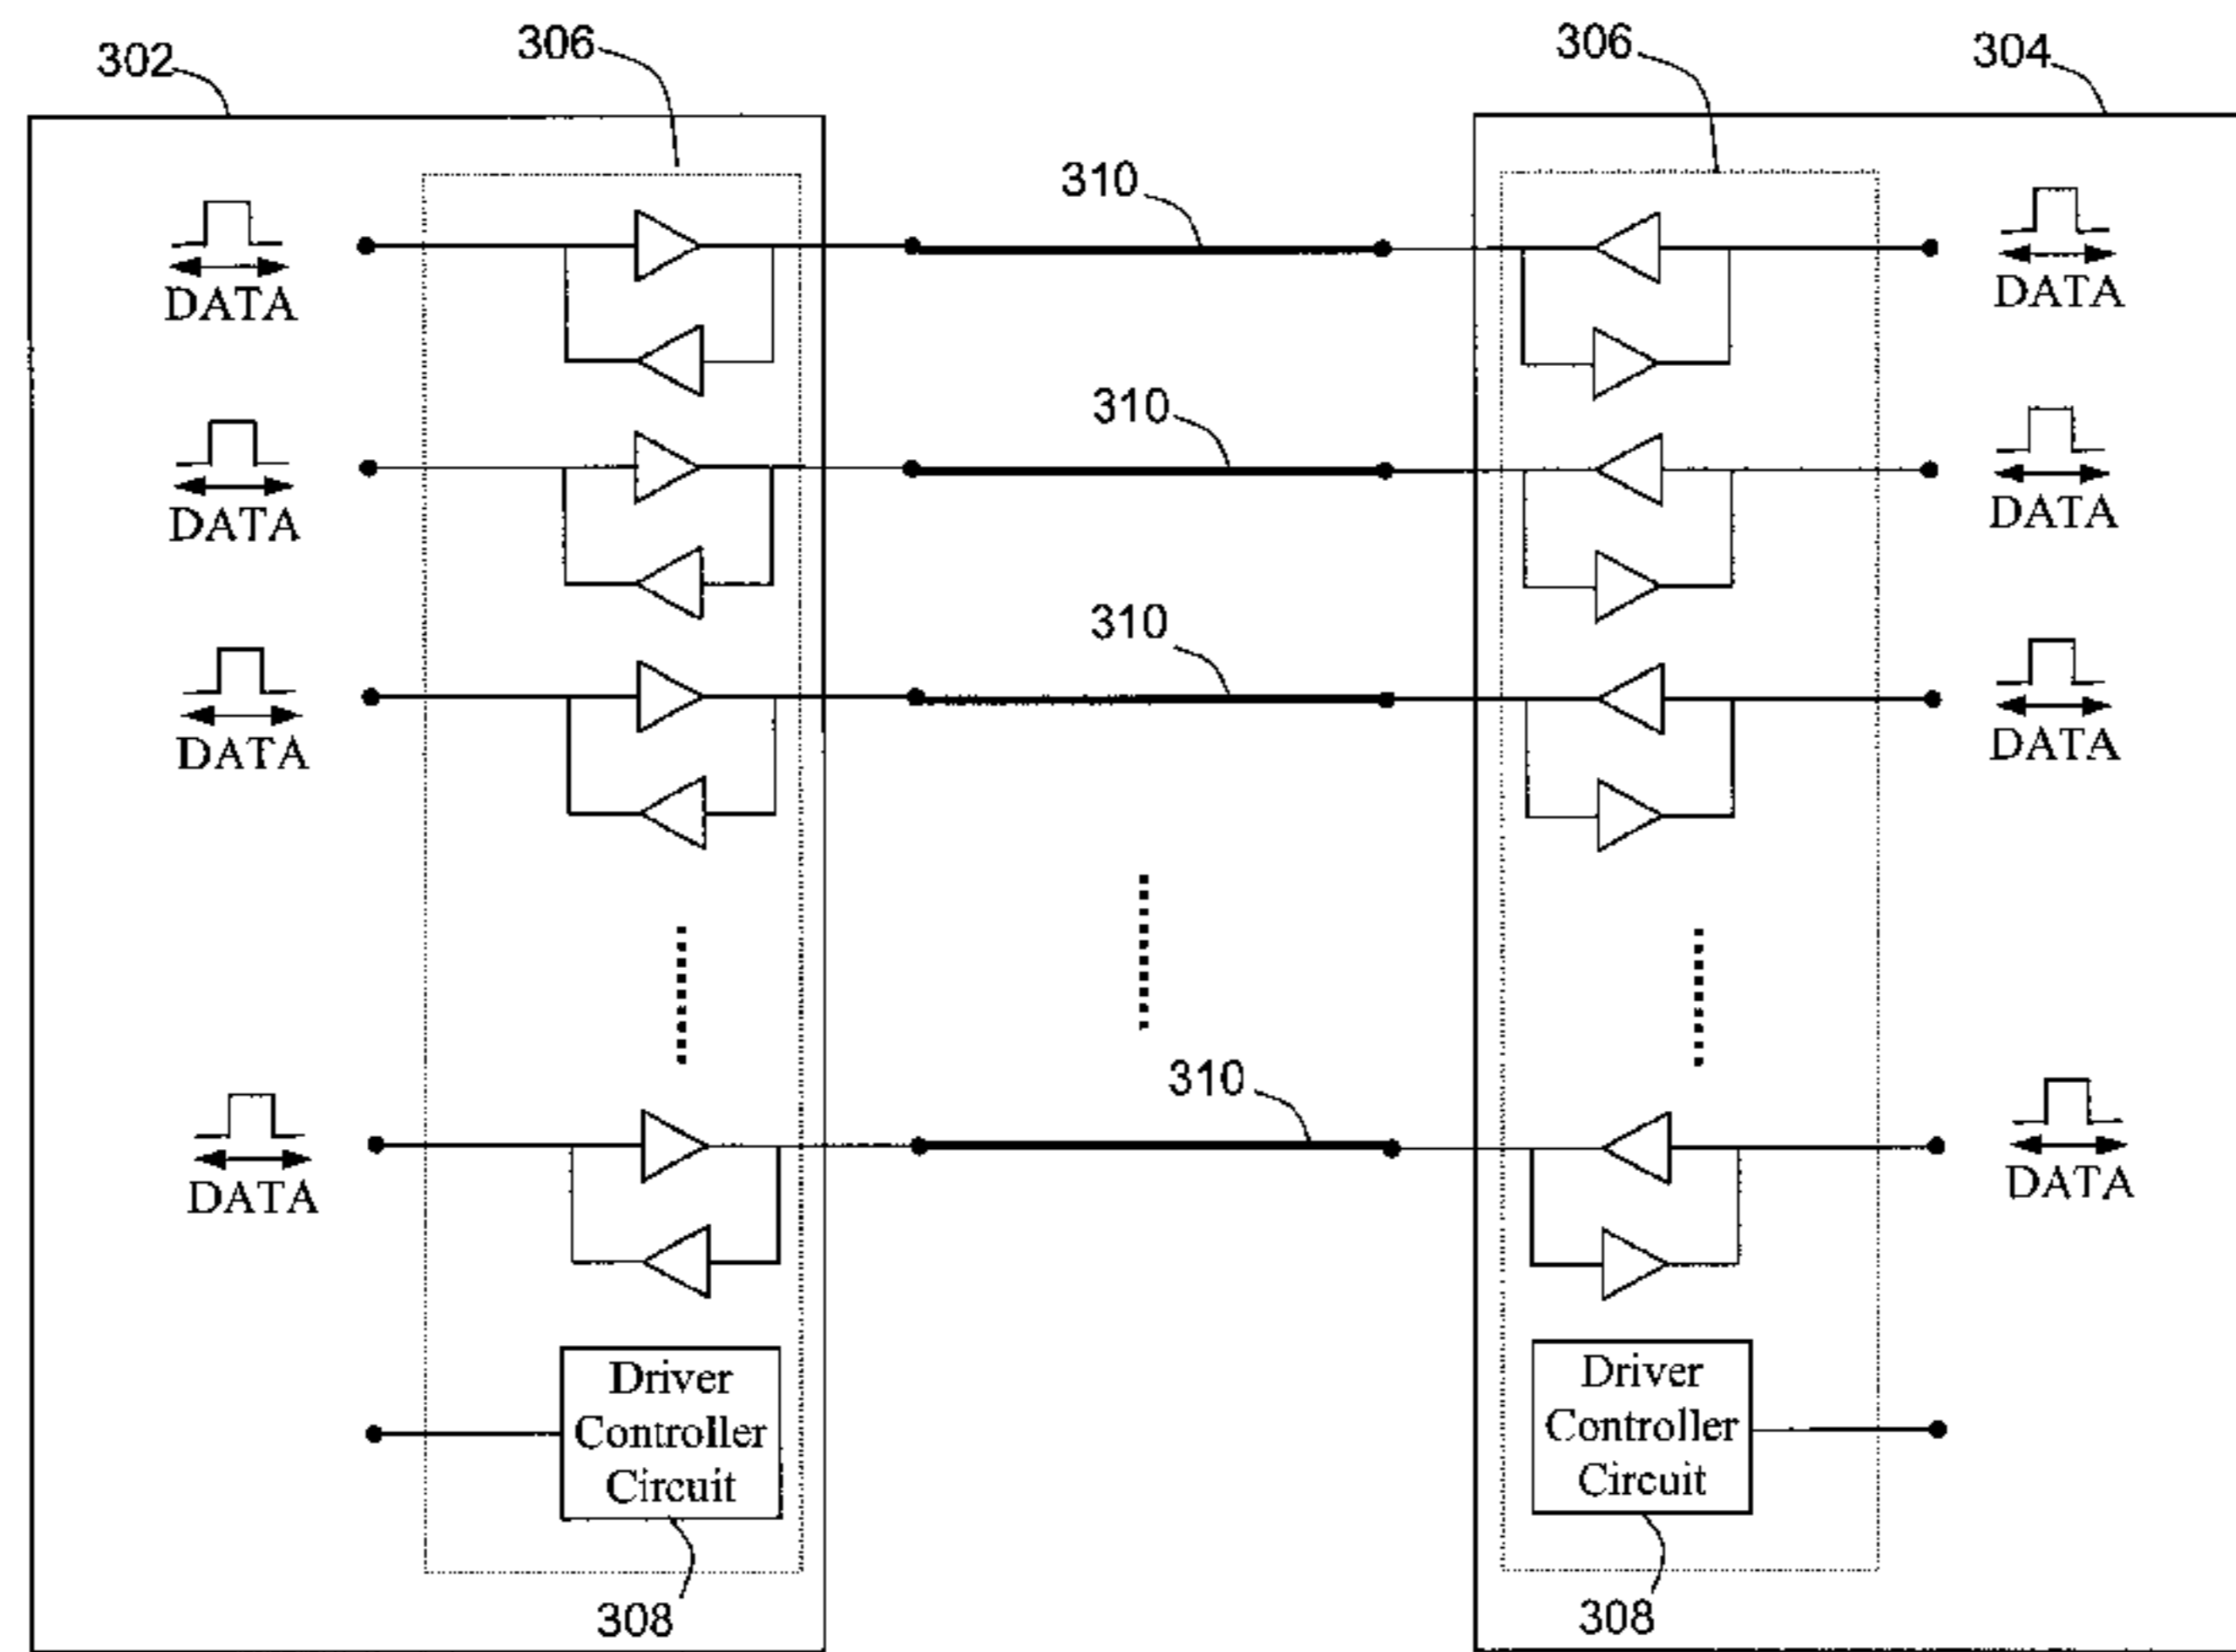 302
306
306
304
310
DATA
DATA
310
DATA
DATA
310
DATA
DATA
310
DATA
DATA
Driver
Controller
Circuit
Driver
Controller
Circuit
308
308